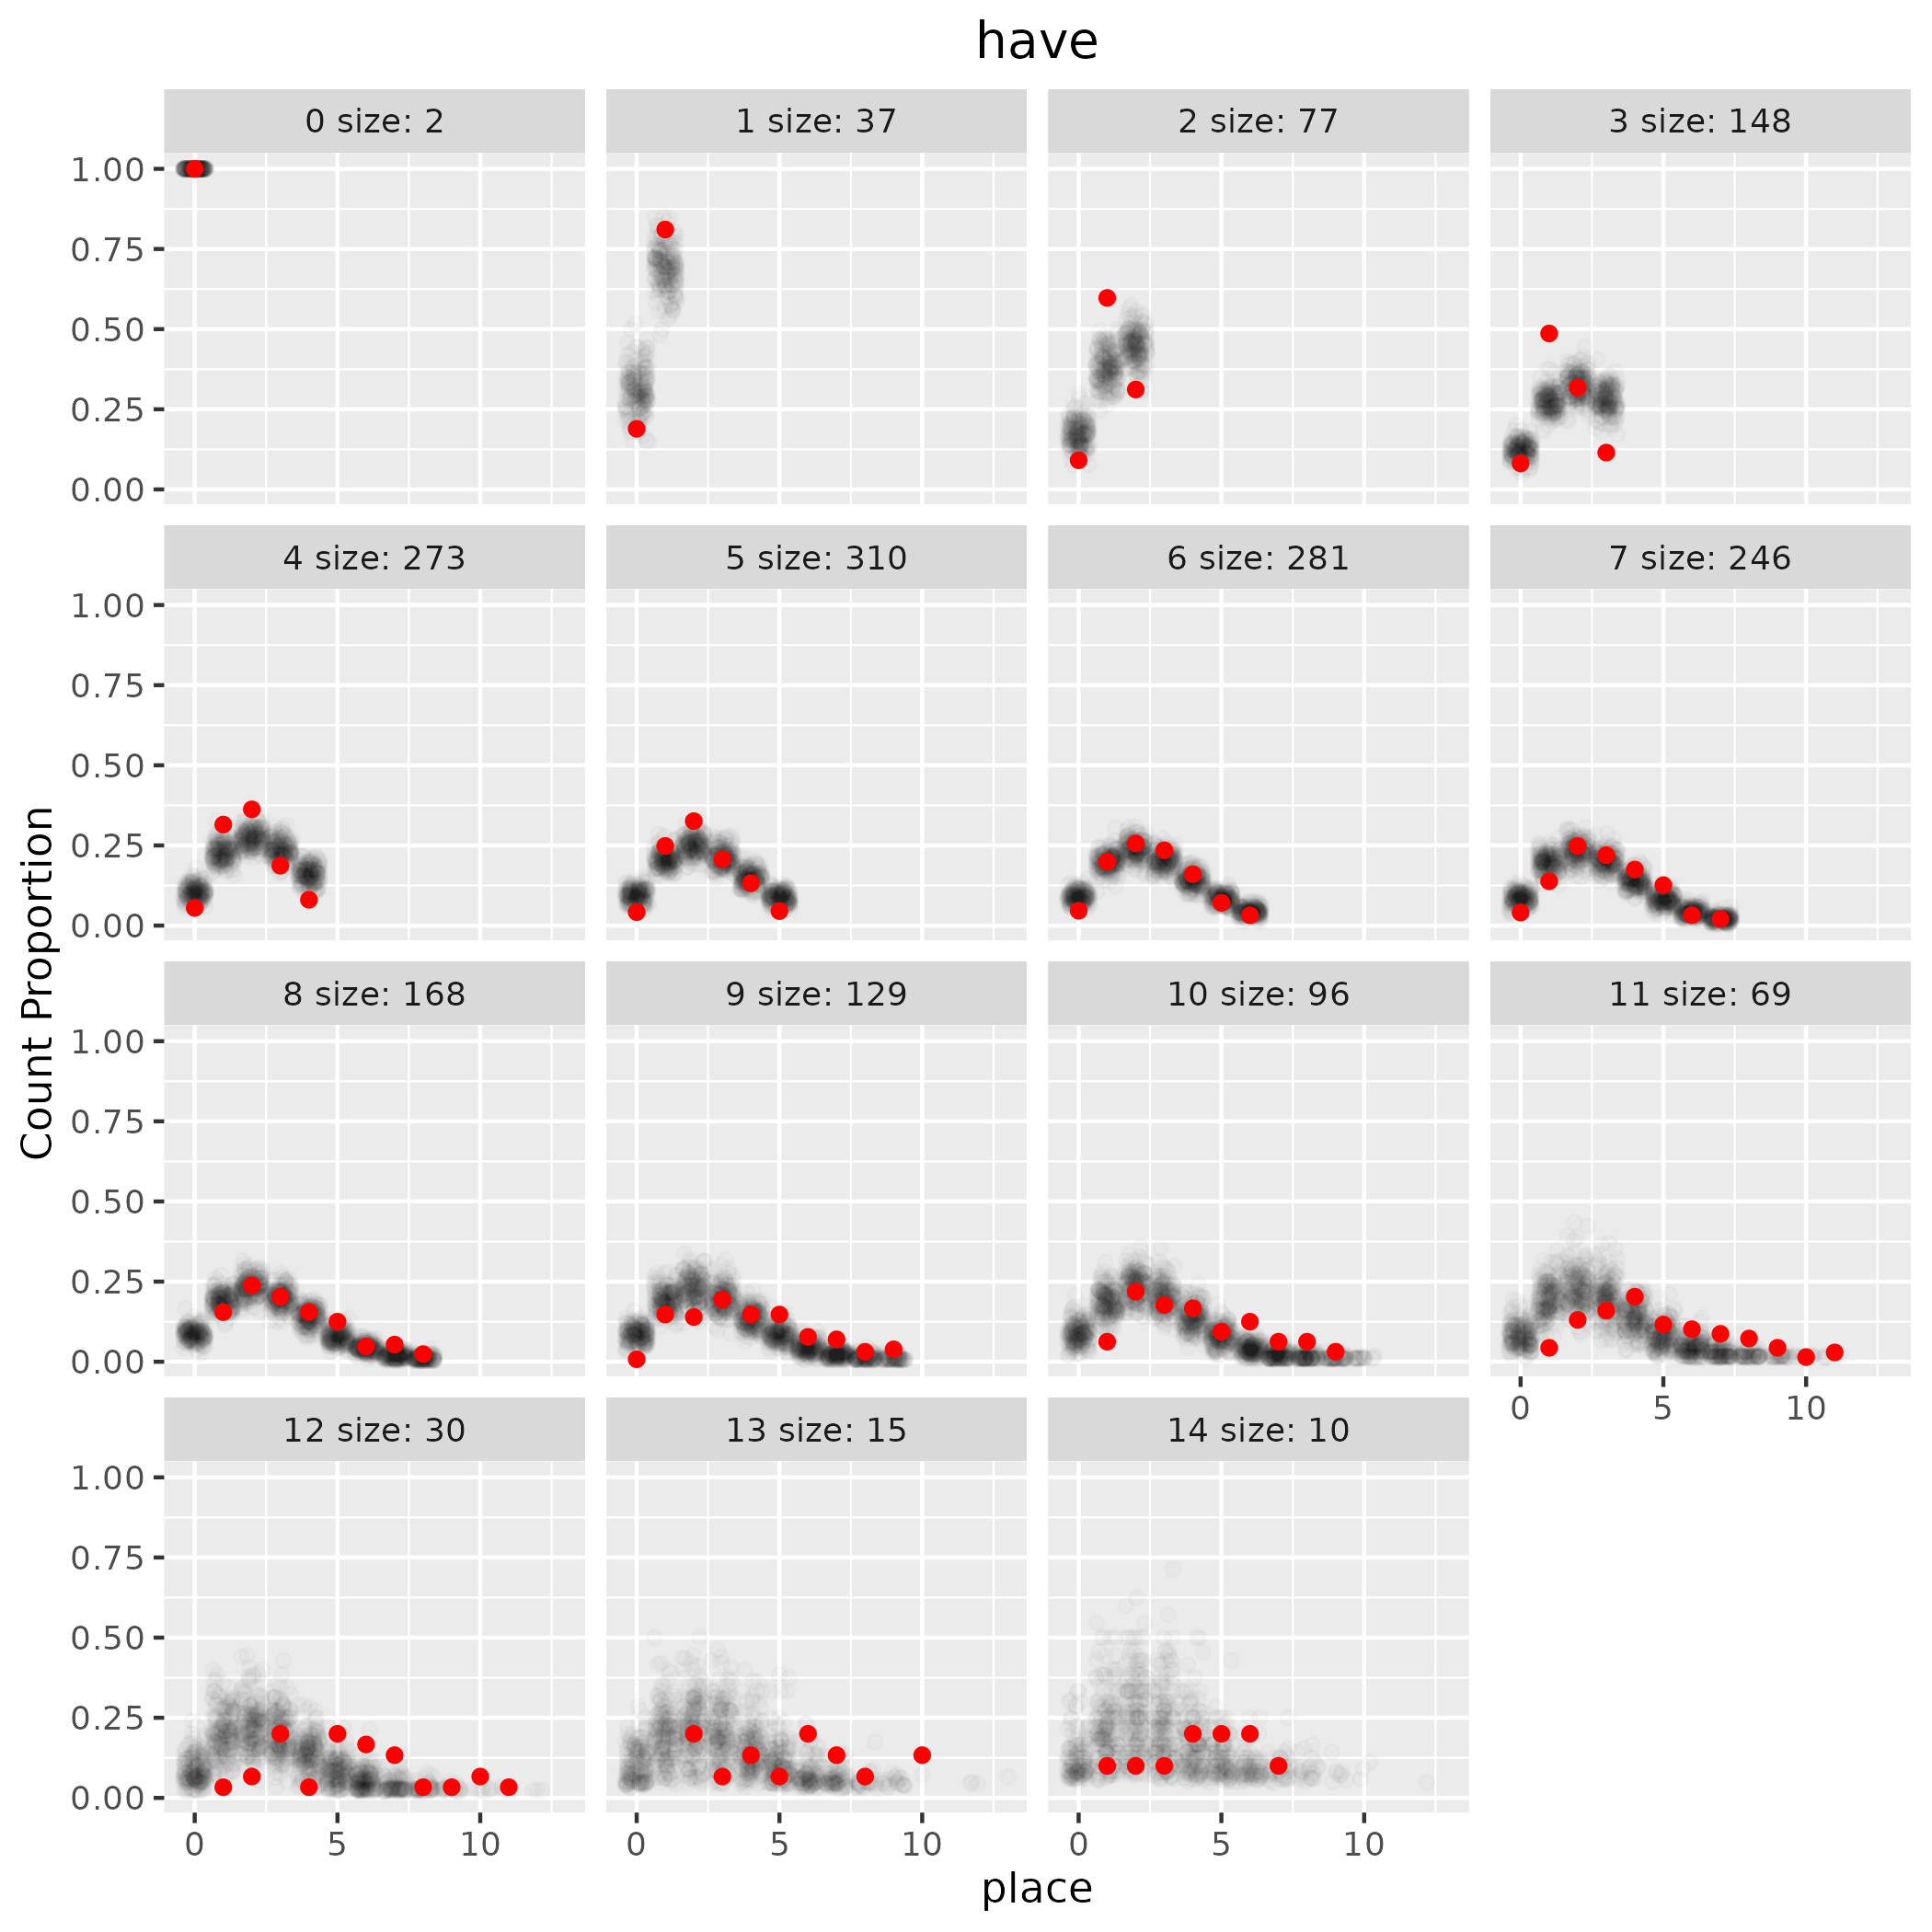 have
0 size: 2
1 size: 37
2 size: 77
3 size: 148
1.00
0.75
0.50
0.25
0.00
4 size: 273
5 size: 310
6 size: 281
7 size: 246
1.00
0.75
0.50
0.25
0.00
8 size: 168
9 size: 129
10 size: 96
11 size: 69
1.00
0.75
0.50
0.25
0.00
0 5 10
12 size: 30
13 size: 15
14 size: 10
1.00
0.75
0.50
0.25
0.00
0 5 10
0 5 10
0 5 10
place
Count Proportion